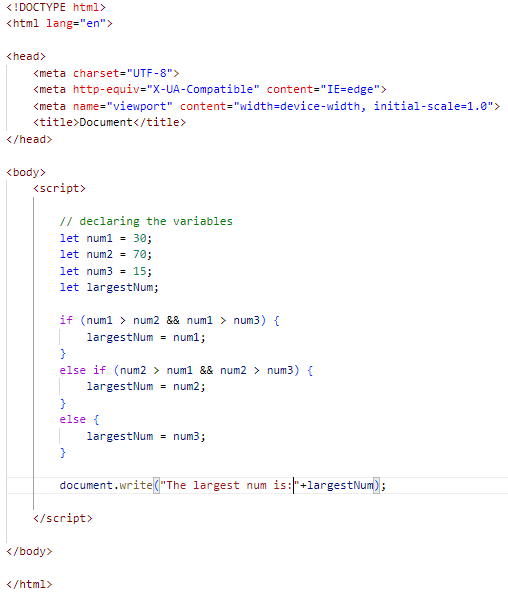 <!DOCTYPE html>
<html lang="en">
<head>
<meta charset="UTF-8">
<meta http-equiv="X-UA-Compatible" content="IE=edge">
<meta name="viewport" content="width=device-width, initial-scale=1.0">
<title>Document</title>
</head>
<body>
<script>
// declaring the variables
let num1 = 30;
let num2 = 70;
let num3 = 15;
let largestNum;
if (num1 > num2 && num1 > num3) {
largestNum = num1;
}
else if (num2 > num1 && num2 > num3) {
largestNum = num2;
}
else {
largestNum = num3;
}
document.write("The largest num is:"+largestNum);
</script>
</body>
</html>